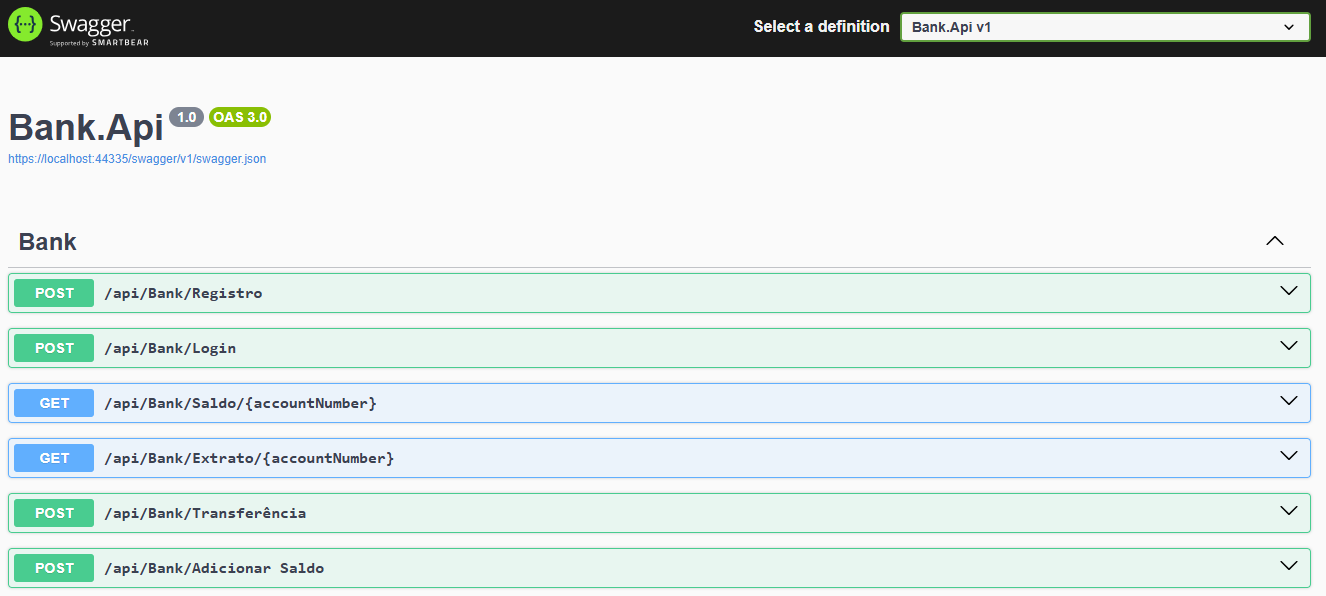 {···} Swagger
Supported by SMARTBEAR
Select a definition
Bank.Api v1
Bank.Api 1.0 OAS 3.0
https://localhost:44335/swagger/v1/swagger.json
Bank
POST /api/Bank/Registro
POST /api/Bank/Login
GET /api/Bank/Saldo/{accountNumber}
GET /api/Bank/Extrato/{accountNumber}
POST /api/Bank/Transferência
POST /api/Bank/Adicionar Saldo